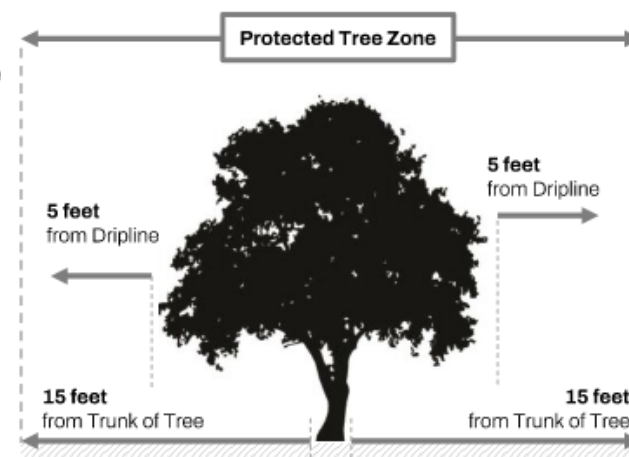 Protected Tree Zone
5 feet
from Dripline
5 feet
from Dripline
15 feet
from Trunk of Tree
15 feet
from Trunk of Tree